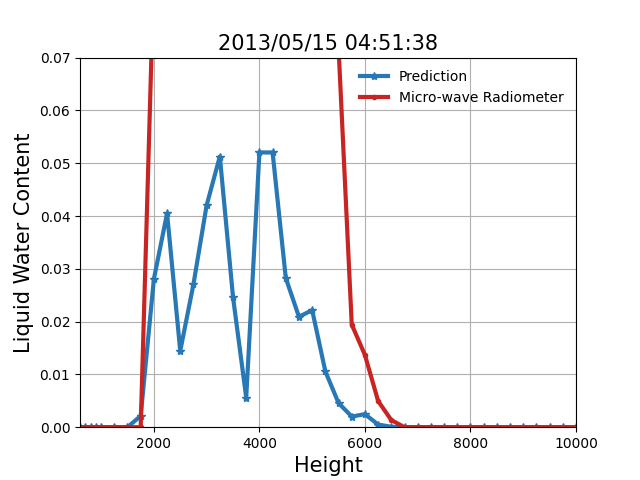 2013/05/15 04:51:38
0.07
0.06
0.05
0.04
0.03
0.02
0.01
0.00
Liquid Water Content
Prediction
Micro-wave Radiometer
2000 4000 6000 8000 10000
Height